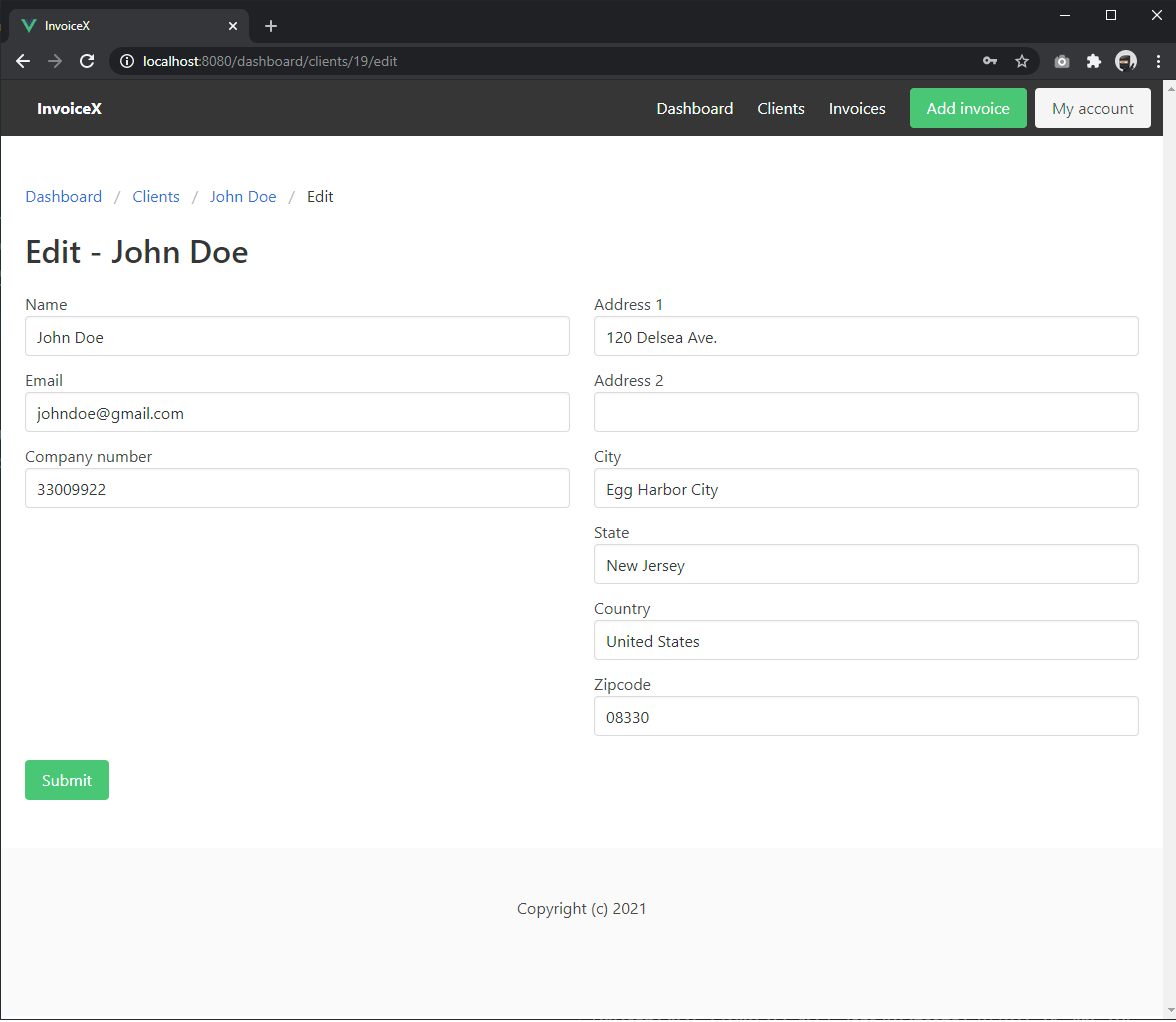 InvoiceX
localhost:8080/dashboard/clients/19/edit
InvoiceX Dashboard Clients Invoices Add invoice My account
Dashboard / Clients / John Doe / Edit
Edit - John Doe
Name
John Doe
Email
johndoe@gmail.com
Company number
33009922
Address 1
120 Delsea Ave.
Address 2
City
Egg Harbor City
State
New Jersey
Country
United States
Zipcode
08330
Submit
Copyright (c) 2021